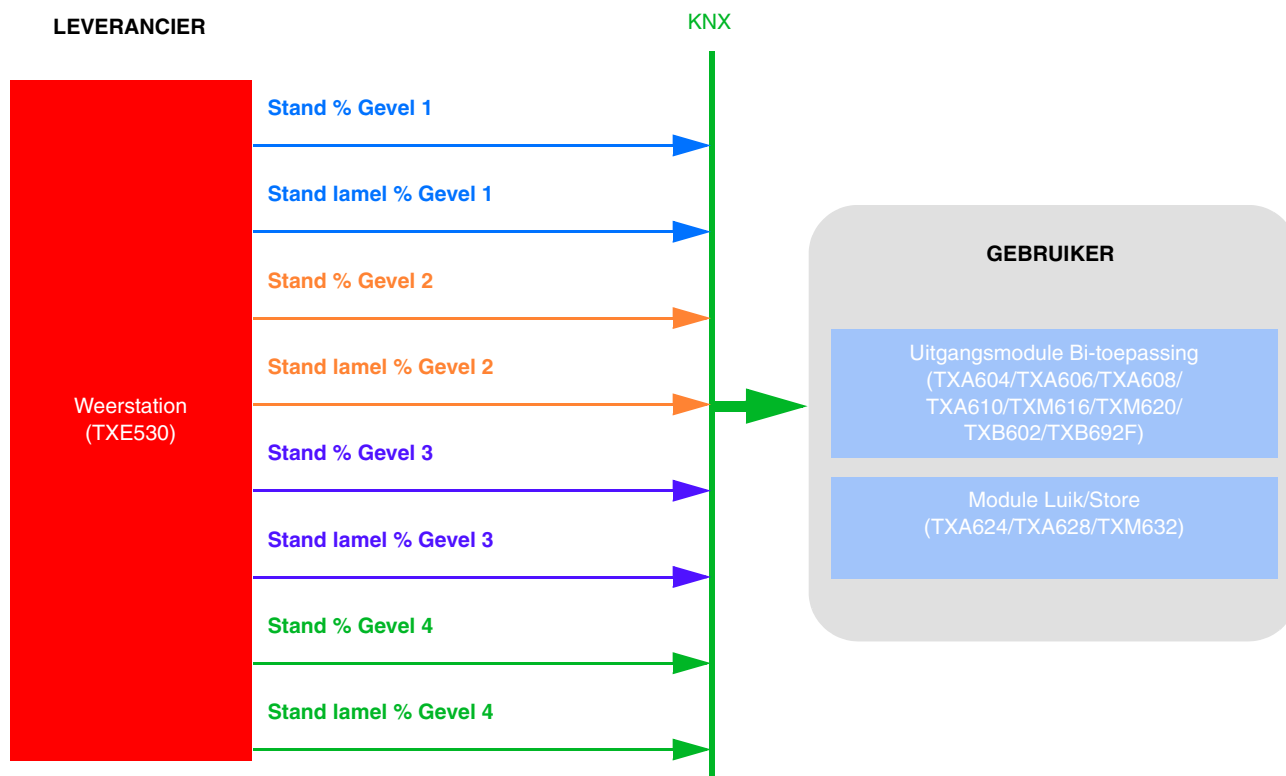 LEVERANCIER
KNX
Stand % Gevel 1
Stand lamel % Gevel 1
Stand % Gevel 2
Stand lamel % Gevel 2
Stand % Gevel 3
Stand lamel % Gevel 3
Stand % Gevel 4
Stand lamel % Gevel 4
Weerstation
(TXE530)
GEBRUIKER
Uitgangsmodule Bi-toepassing
(TXA604/TXA606/TXA608/
TXA610/TXM616/TXM620/
TXB602/TXB692F)
Module Luik/Store
(TXA624/TXA628/TXM632)